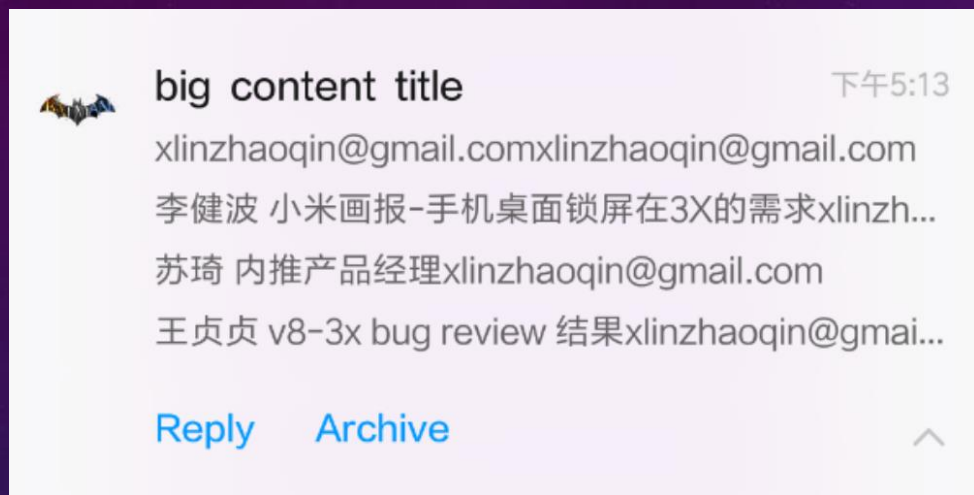 big content title
下午5:13
xlinzhaoqin@gmail.comxlinzhaoqin@gmail.com
李健波 小米画报-手机桌面锁屏在3X的需求xlinzh...
苏琦 内推产品经理xlinzhaoqin@gmail.com
王贞贞 v8-3x bug review 结果xlinzhaoqin@gmai...
Reply Archive